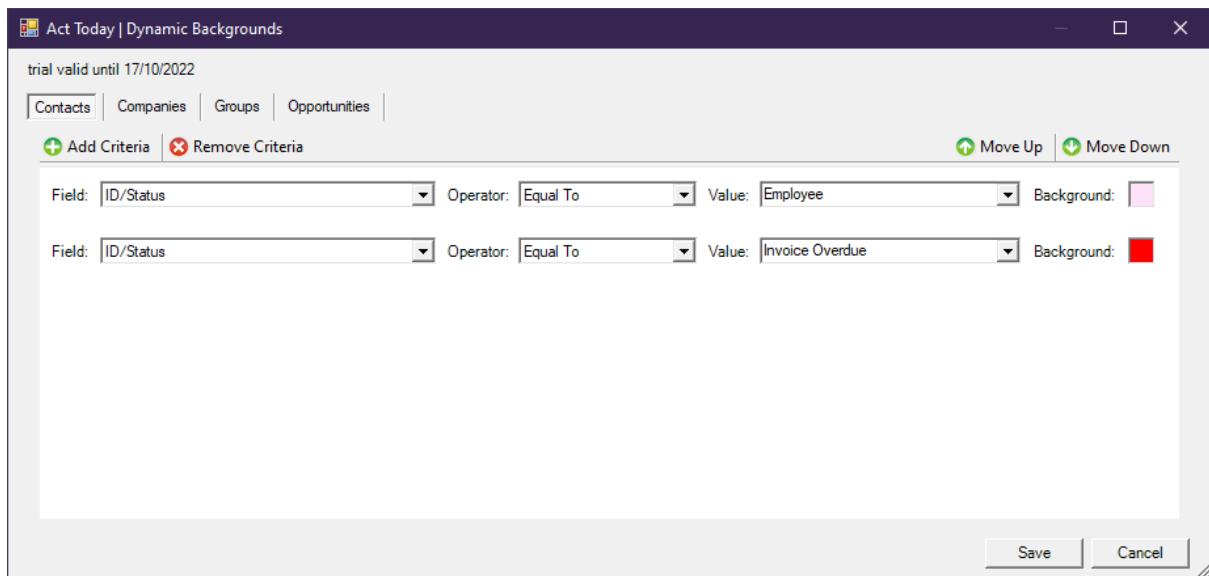 Act Today | Dynamic Backgrounds
trial valid until 17/10/2022
Contacts Companies Groups Opportunities
Add Criteria Remove Criteria Move Up Move Down
Field: ID/Status Operator: Equal To Value: Employee Background:
Field: ID/Status Operator: Equal To Value: Invoice Overdue Background:
Save Cancel